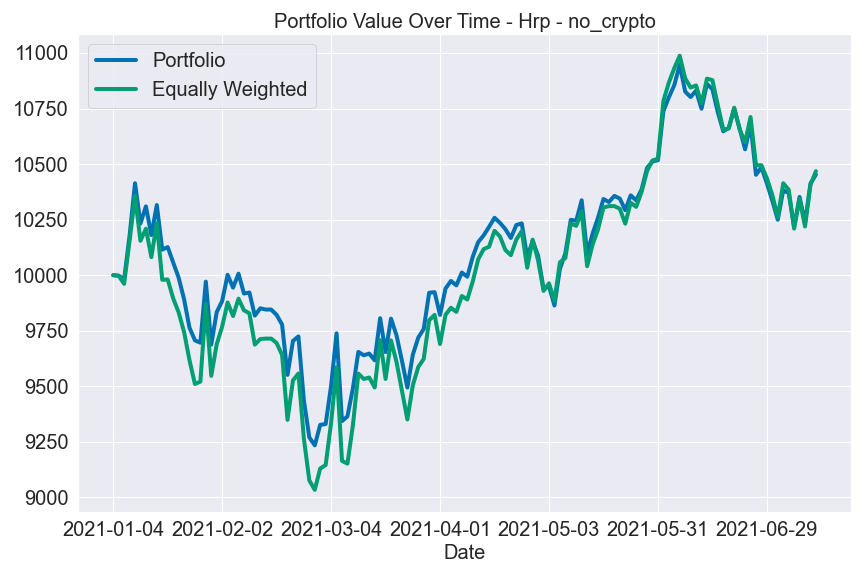 Portfolio Value Over Time - Hrp - no_crypto
Portfolio
Equally Weighted
11000
10750
10500
10250
10000
9750
9500
9250
9000
2021-01-04 2021-02-02 2021-03-04 2021-04-01 2021-05-03 2021-05-31 2021-06-29
Date